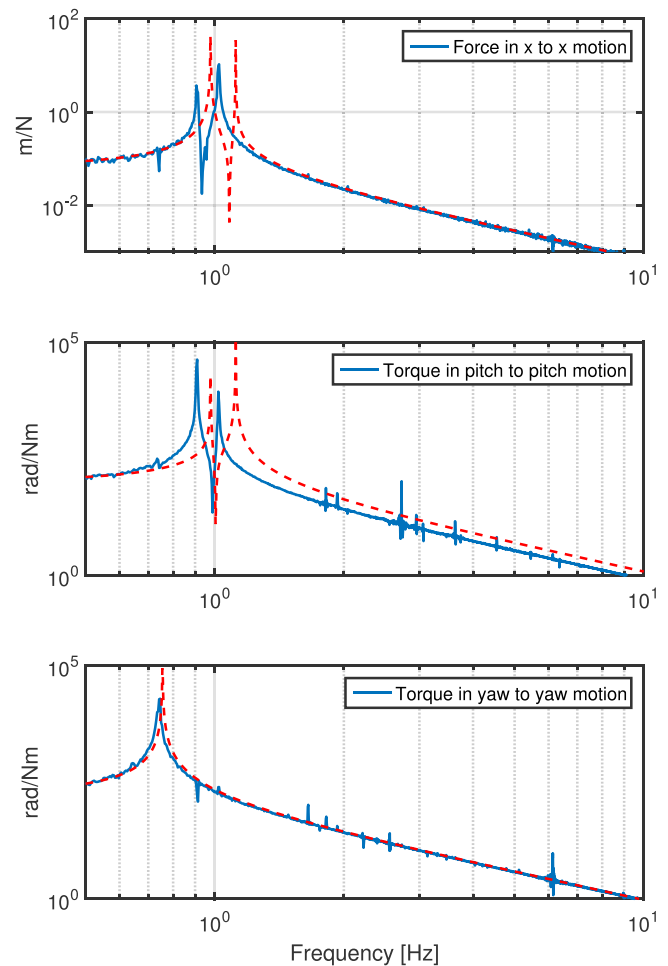 10^2
Force in x to x motion
10^0
m/N
10^-2
10^0
10^1
10^5
Torque in pitch to pitch motion
rad/Nm
10^0
10^0
10^1
10^5
Torque in yaw to yaw motion
rad/Nm
10^0
10^0
10^1
Frequency [Hz]